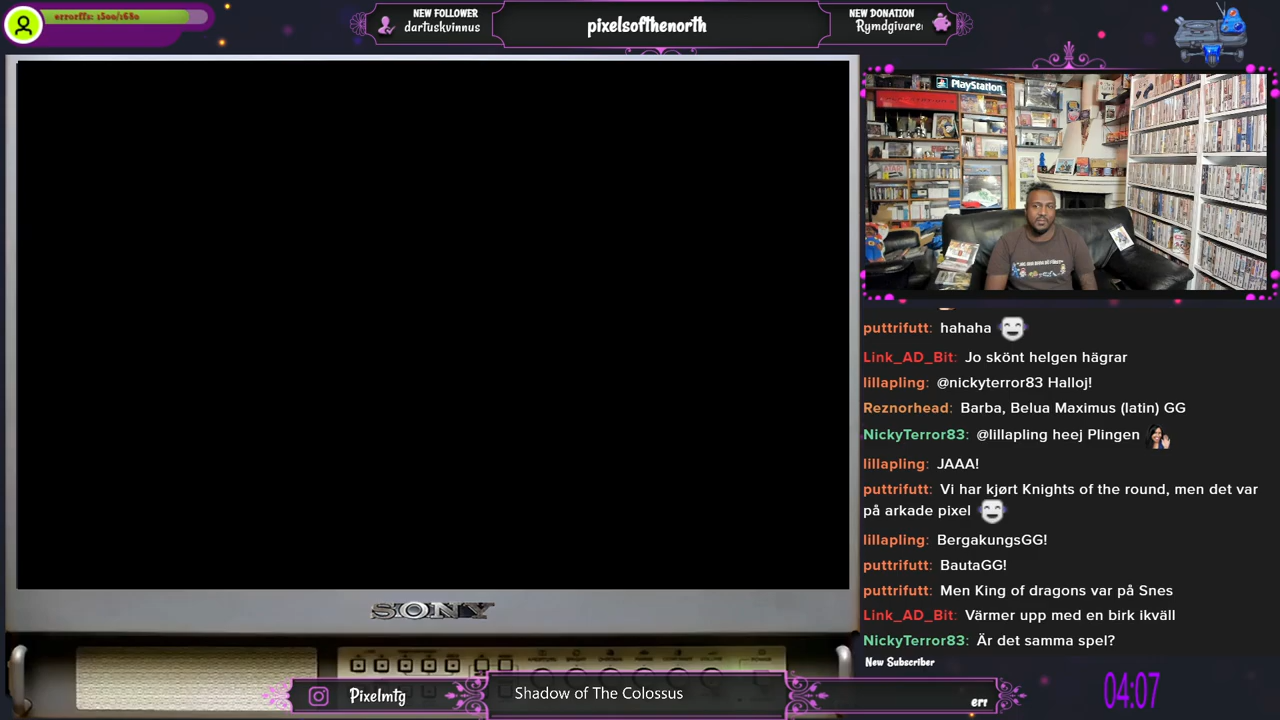 errorffs: 1500/1680
NEW FOLLOWER
dartuskvinnus
pixelsofthenorth
NEW DONATION
Rymdgivare
PlayStation
puttrifutt: hahaha
Link_AD_Bit: Jo skönt helgen hägrar
lillapling: @nickyterror83 Halloj!
Reznorhead: Barba, Belua Maximus (latin) GG
NickyTerror83: @lillapling heej Plingen
lillapling: JAAA!
puttrifutt: Vi har kjørt Knights of the round, men det var
på arkade pixel
lillapling: BergakungsGG!
puttrifutt: BautaGG!
puttrifutt: Men King of dragons var på Snes
Link_AD_Bit: Värmer upp med en birk ikväll
NickyTerror83: Är det samma spel?
SONY
New Subscriber
err
04:07
Pixelmtg
Shadow of The Colossus